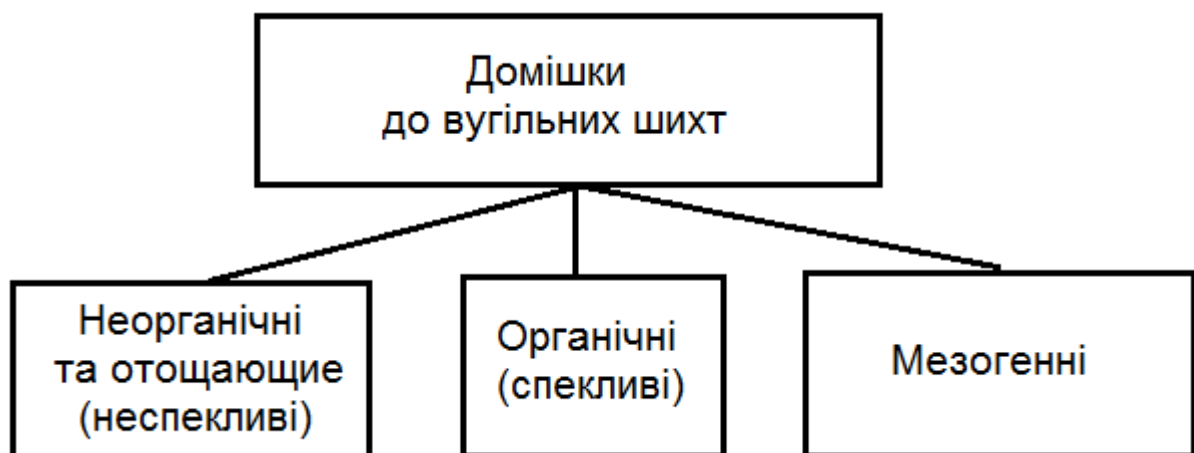 Домішки
до вугільних шихт
Неорганічні
та отощающие
(неспекливі)
Органічні
(спекливі)
Мезогенні